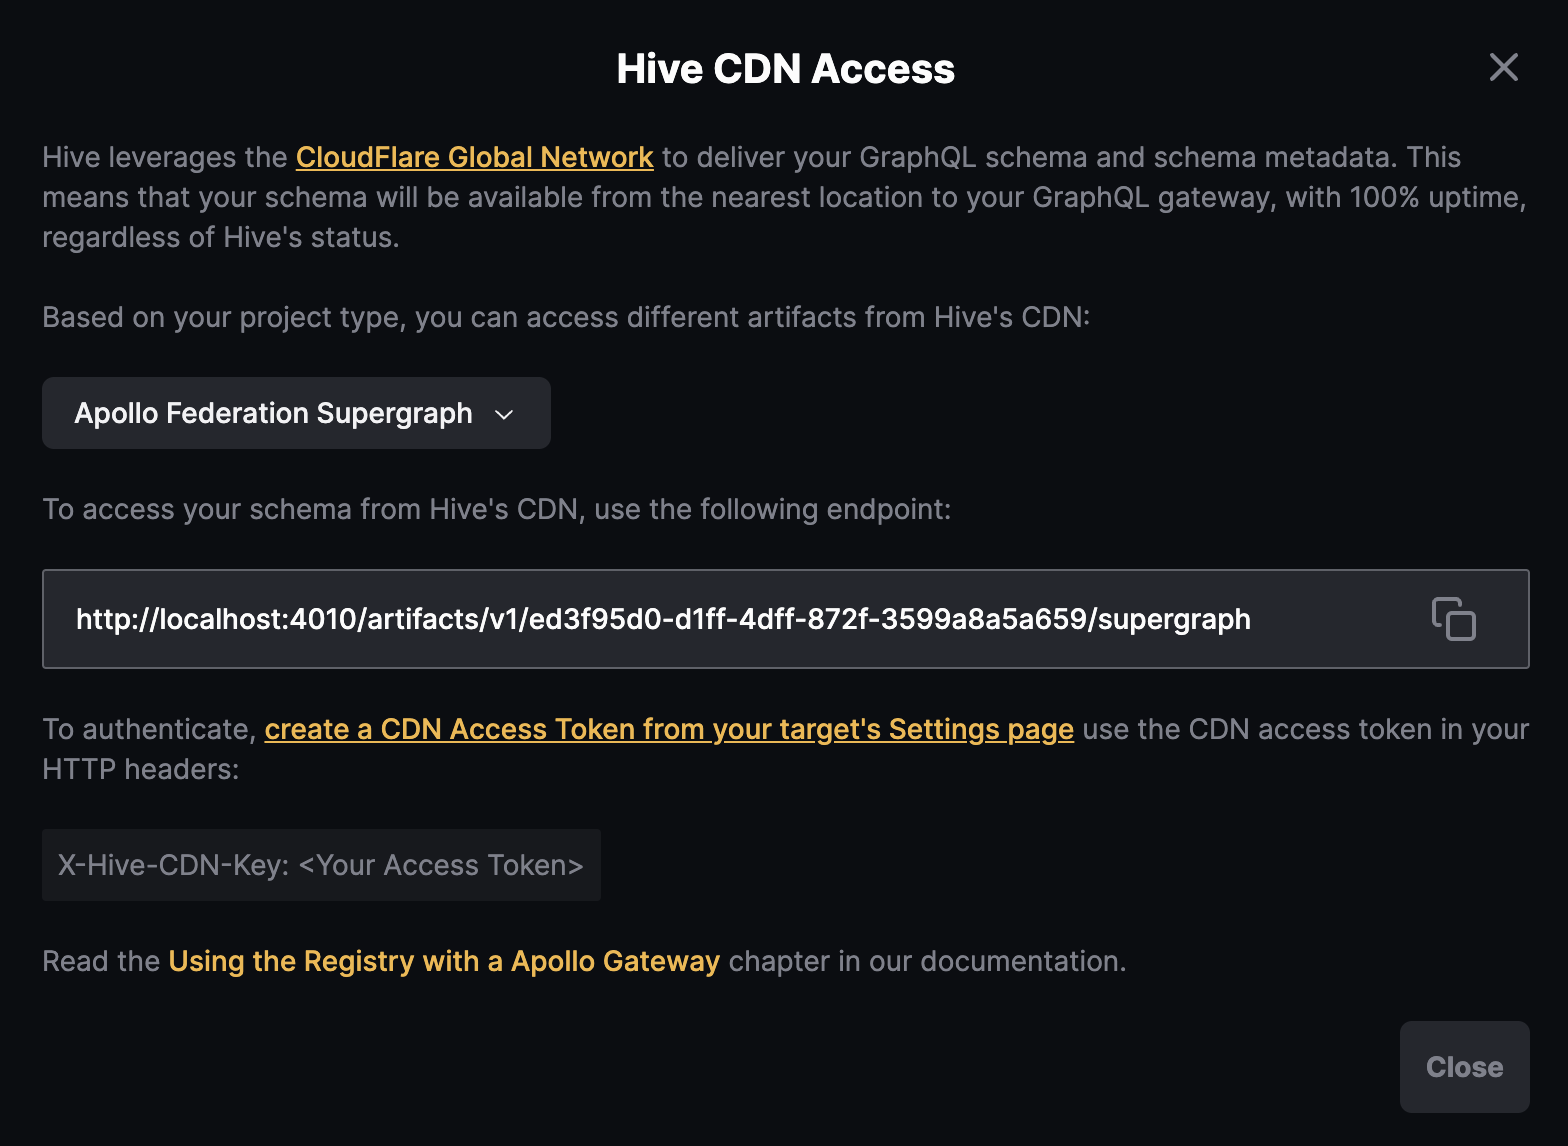 Hive CDN Access
Hive leverages the CloudFlare Global Network to deliver your GraphQL schema and schema metadata. This
means that your schema will be available from the nearest location to your GraphQL gateway, with 100% uptime,
regardless of Hive's status.
Based on your project type, you can access different artifacts from Hive's CDN:
Apollo Federation Supergraph
To access your schema from Hive's CDN, use the following endpoint:
http://localhost:4010/artifacts/v1/ed3f95d0-d1ff-4dff-872f-3599a8a5a659/supergraph
To authenticate, create a CDN Access Token from your target's Settings page use the CDN access token in your
HTTP headers:
X-Hive-CDN-Key: <Your Access Token>
Read the Using the Registry with a Apollo Gateway chapter in our documentation.
Close